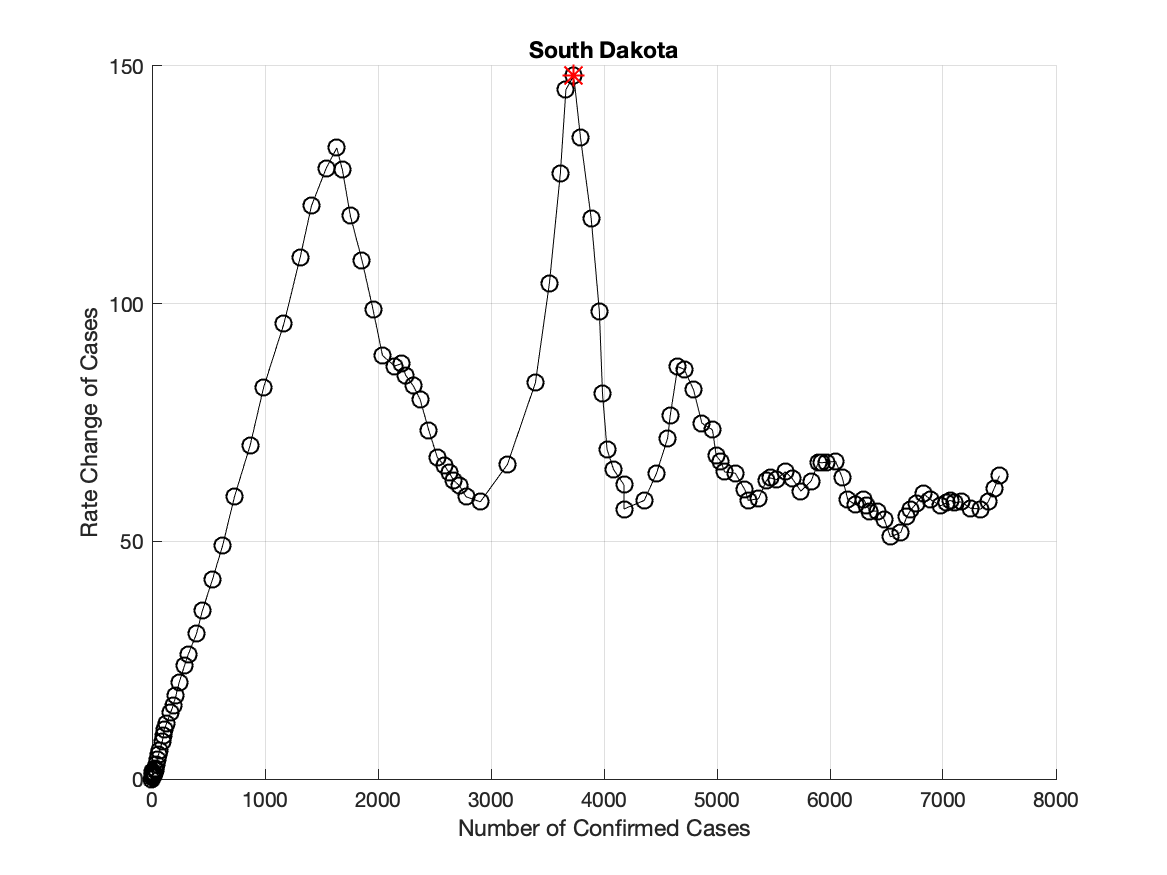 South Dakota
150
100
50
0
Rate Change of Cases
0 1000 2000 3000 4000 5000 6000 7000 8000
Number of Confirmed Cases